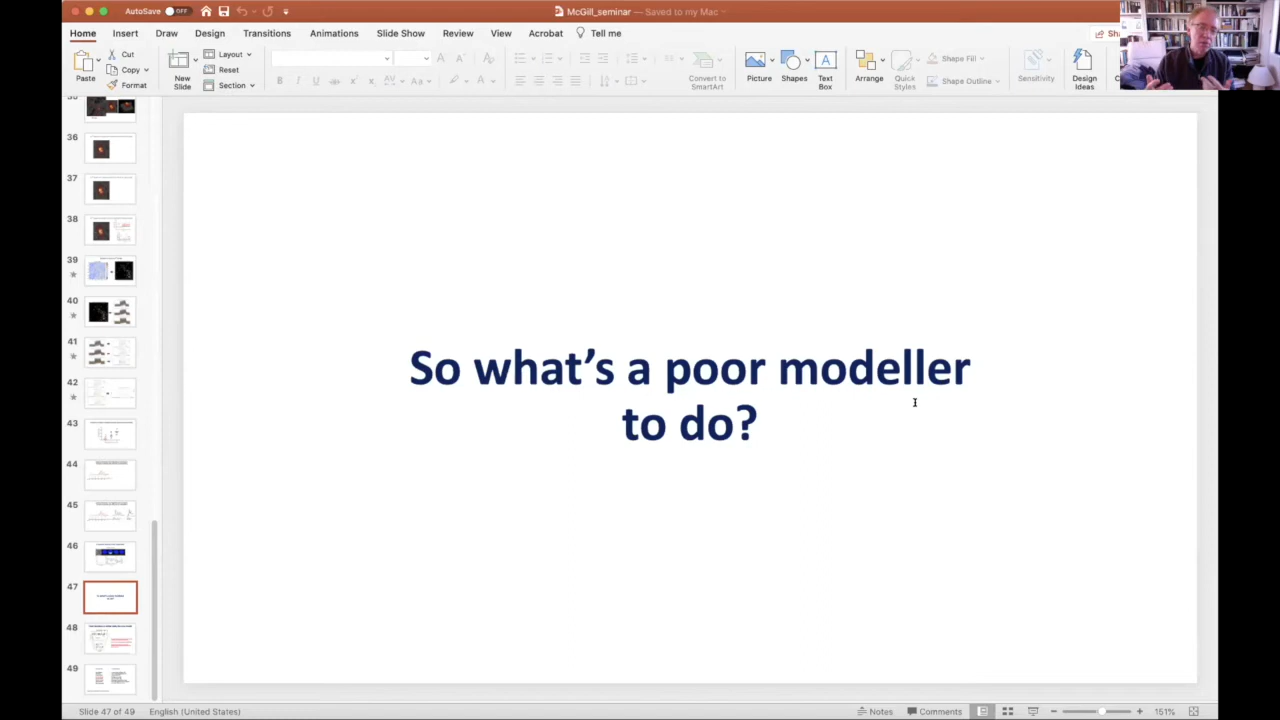 AutoSave OFF
McGill_seminar — Saved to my Mac
Home Insert Draw Design Transitions Animations Slide Show Review View Acrobat Tell me
Paste
Cut
Copy
Format
New
Slide
Layout
Reset
Section
Convert to
SmartArt
Picture
Shapes
Text
Box
Arrange
Quick
Styles
Shape Fill
Shape Outline
Sensitivity
Design
Ideas
36
37
38
39
40
41
42
43
44
45
46
47
48
49
So what's a poor modeller
to do?
Slide 47 of 49 English (United States) Notes Comments 151%